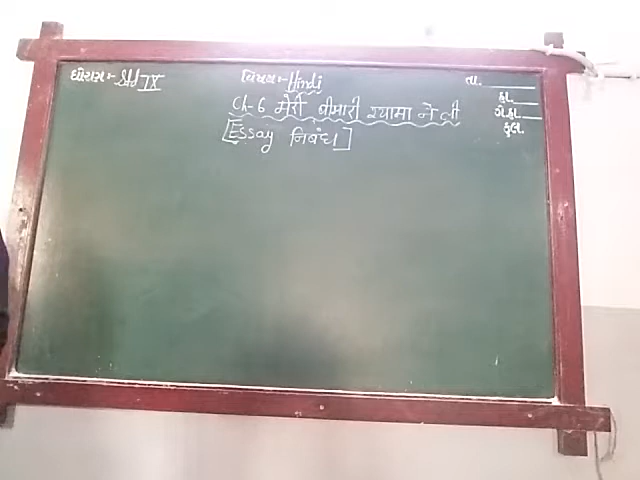 ધોરણ:- Std IX
વિષય:- Hindi
તા.
હા.
ગે.હા.
કુલ.
Ch-6 मेरी बीमारी श्यामा ने ली
[Essay निबंध]